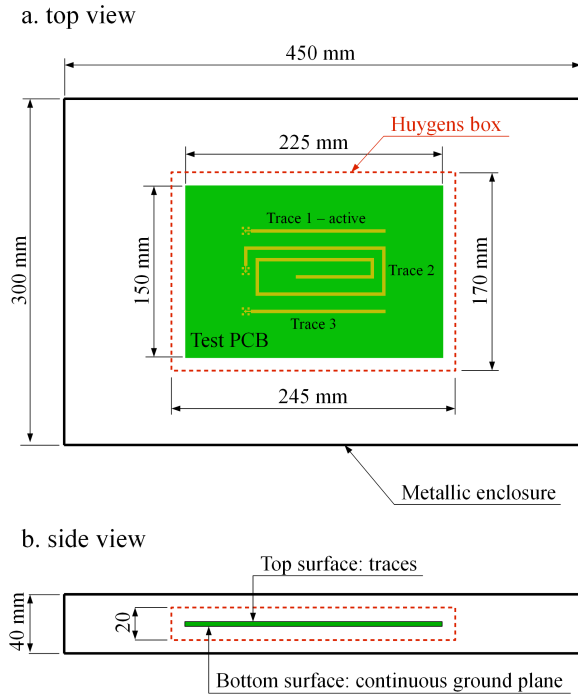 a. top view
450 mm
Huygens box
225 mm
Trace 1 – active
300 mm
150 mm
Trace 2
170 mm
Trace 3
Test PCB
245 mm
Metallic enclosure
b. side view
Top surface: traces
40 mm
20
Bottom surface: continuous ground plane